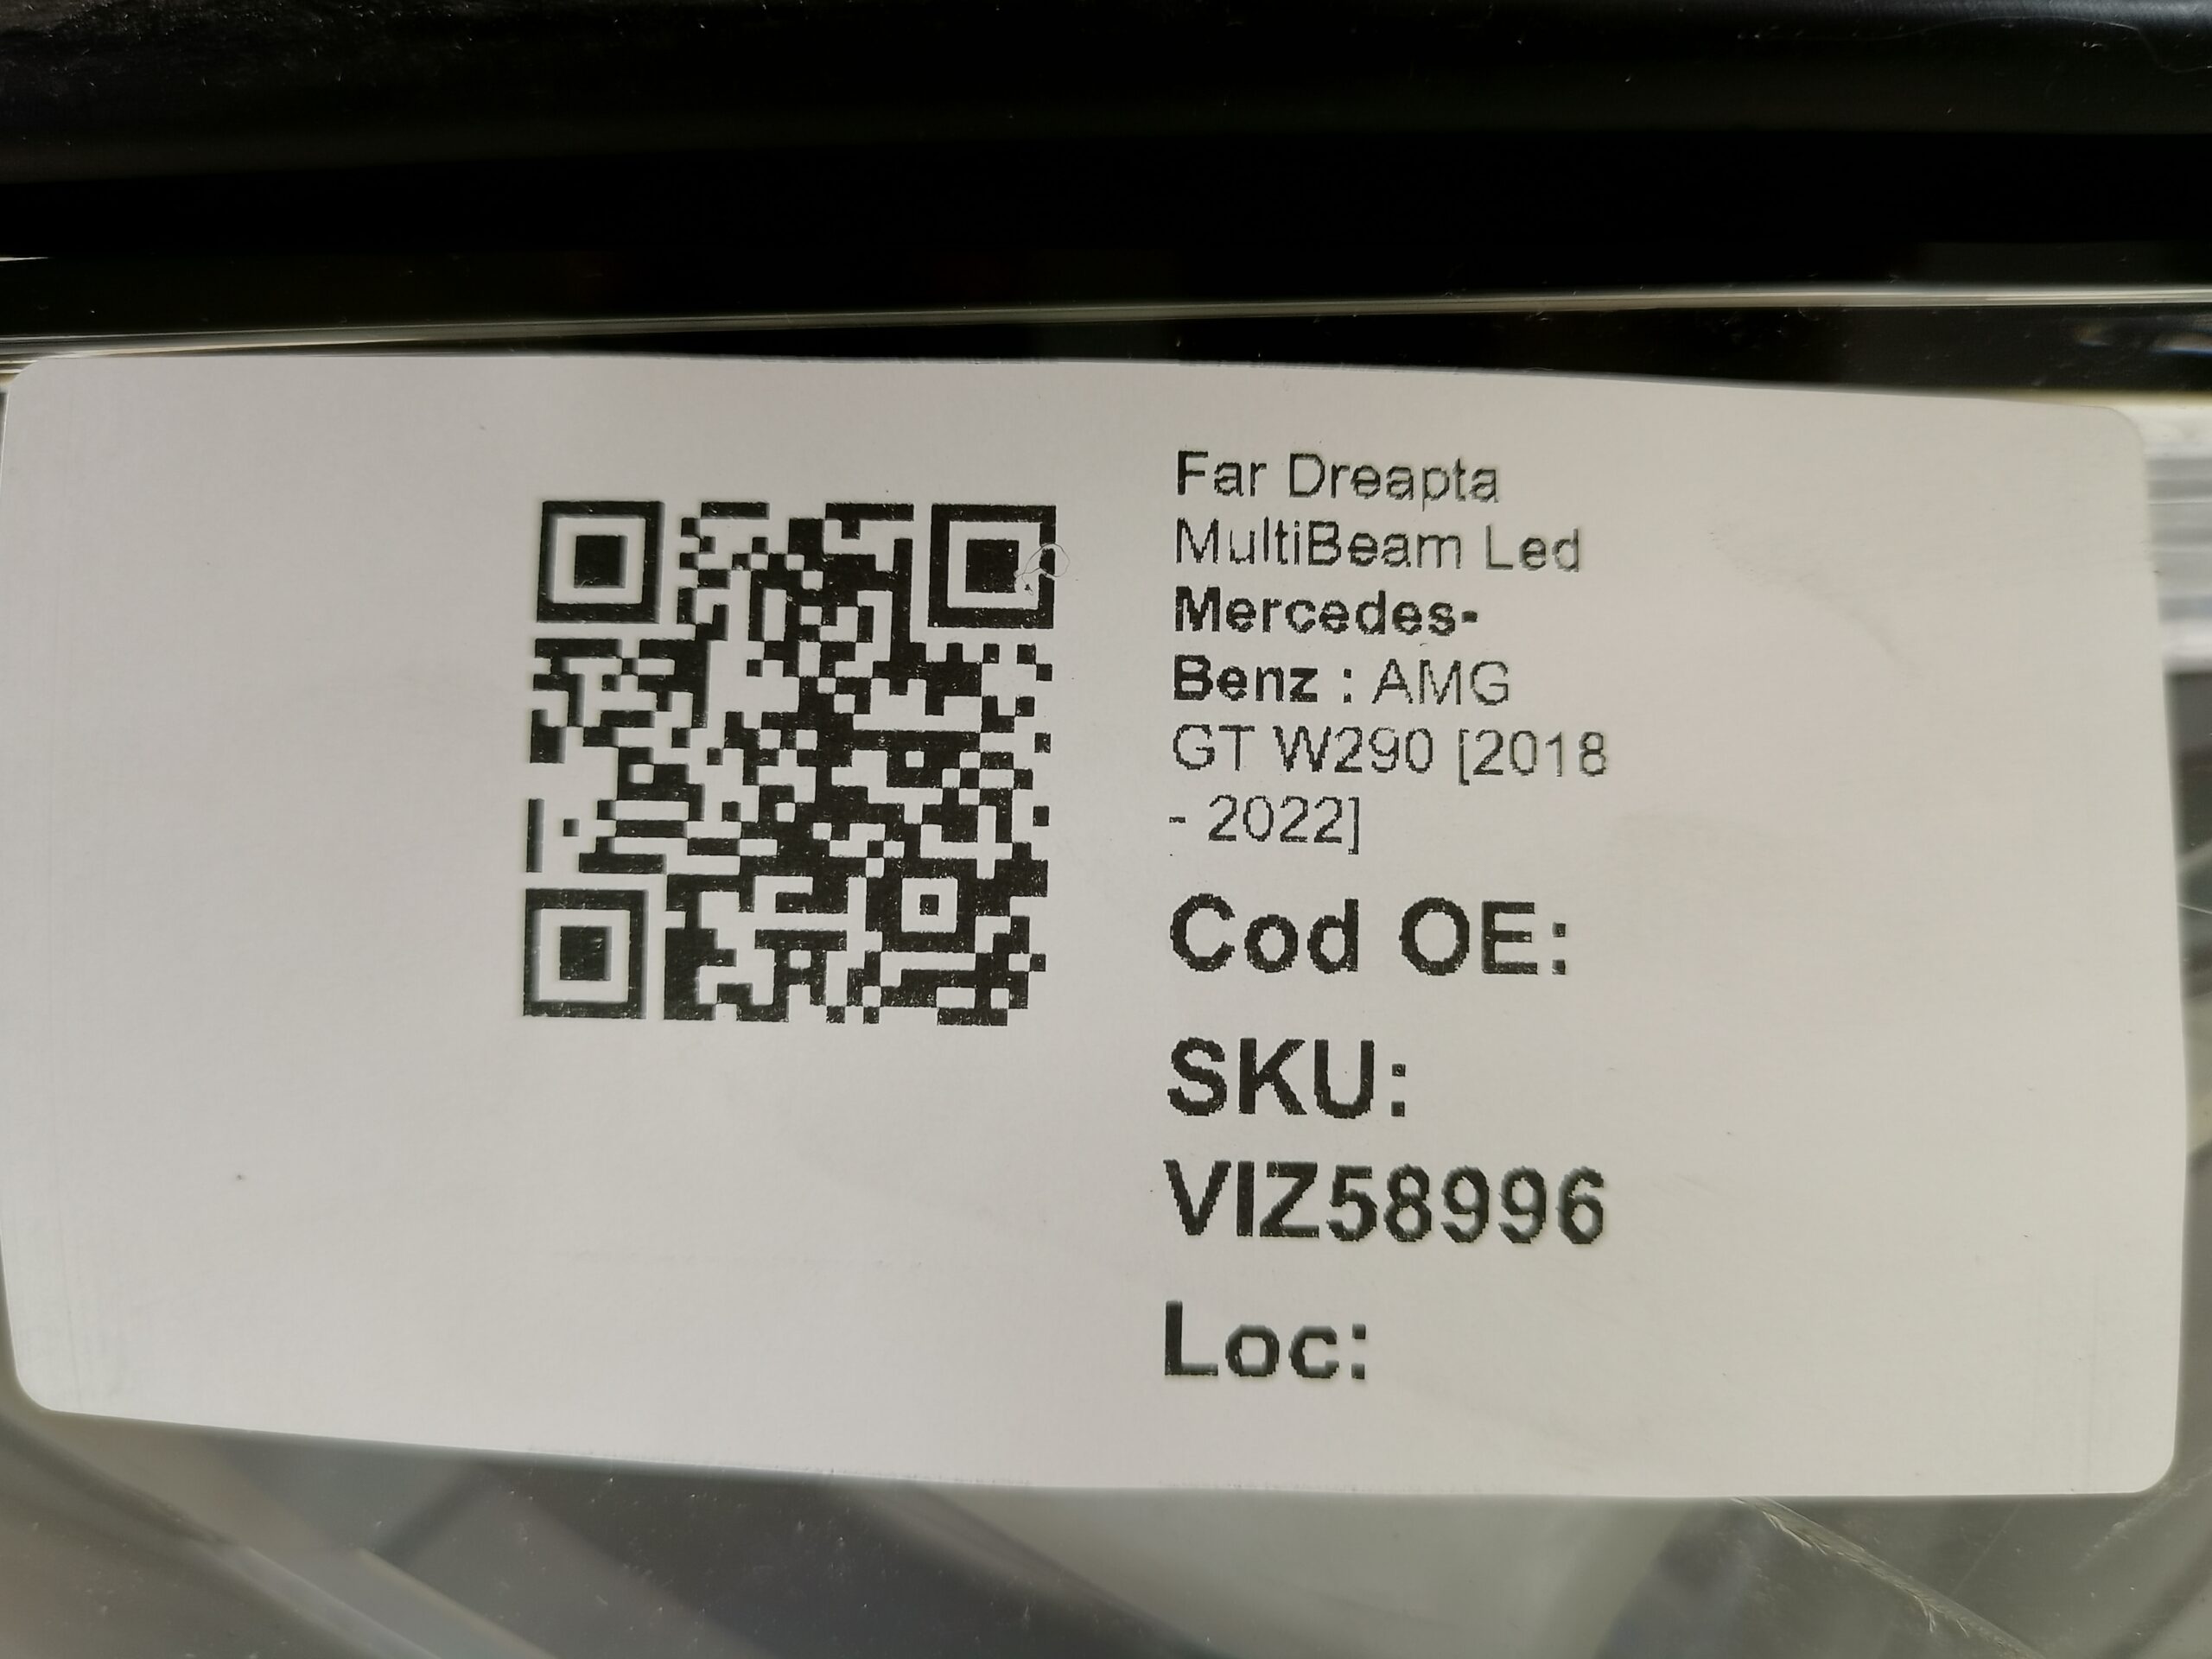 Far Dreapta
MultiBeam Led
Mercedes-
Benz : AMG
GT W290 [2018
- 2022]
Cod OE:
SKU:
VIZ58996
Loc: